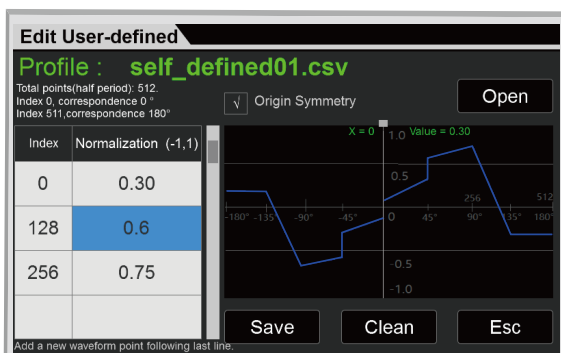 Edit User-defined
Profile : self_defined01.csv
Total points(half period): 512.
Index 0, correspondence 0 °
Index 511,correspondence 180°
√ Origin Symmetry
Open
Index Normalization (-1,1)
0 0.30
128 0.6
256 0.75
X = 0 Value = 0.30
1.0
0.5
256 512
-180° -135° -90° -45° 0 45° 90° 135° 180°
-0.5
-1.0
Save Clean Esc
Add a new waveform point following last line.